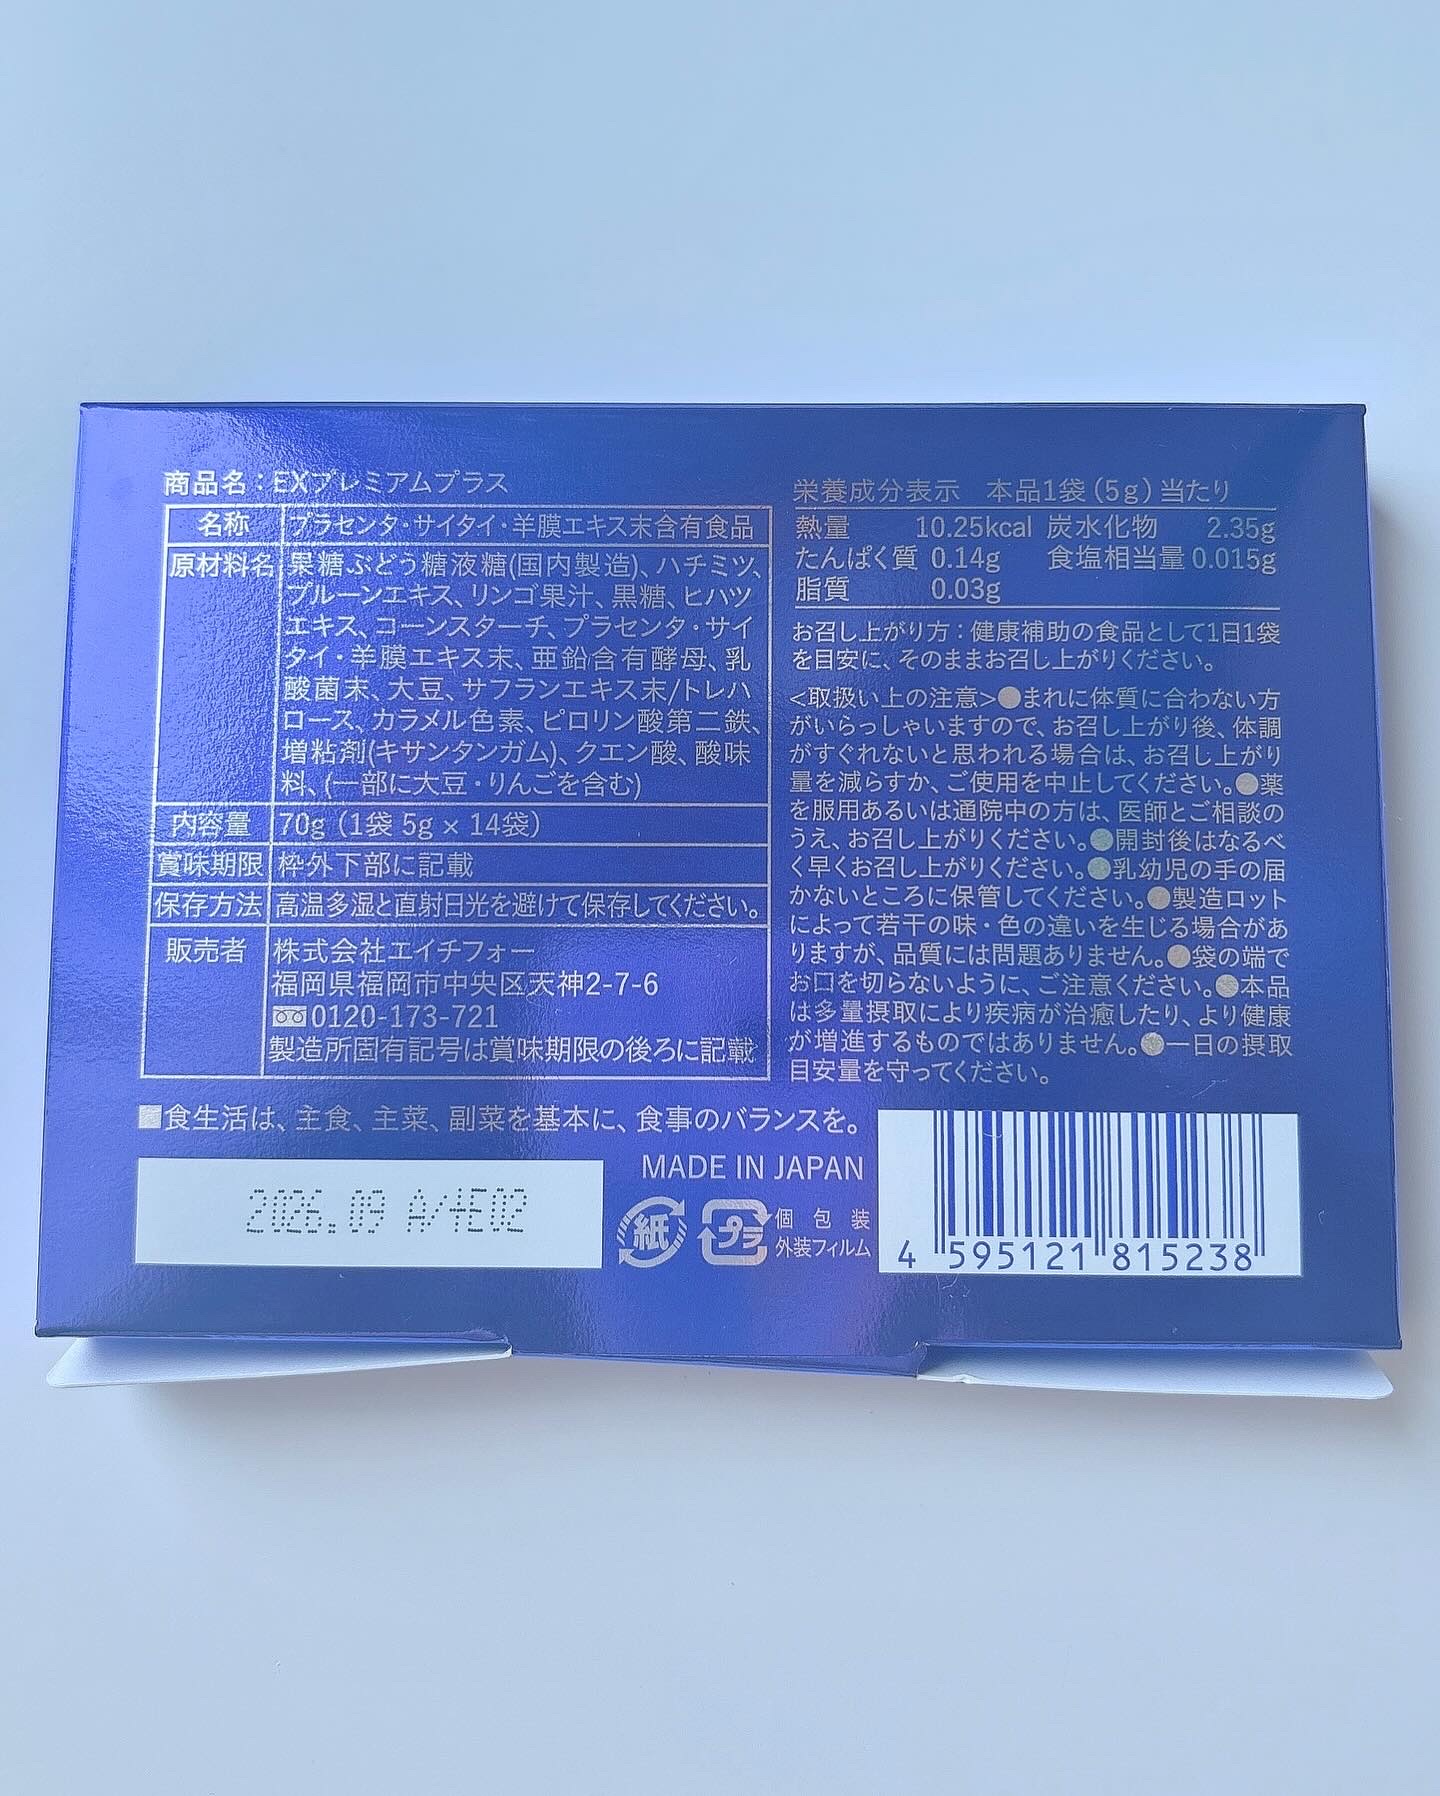 商品名：EXプレミアムプラス
名称 プラセンタ・サイタイ・羊膜エキス末含有食品
原材料名 果糖ぶどう糖液糖(国内製造)、ハチミツ、
プルーンエキス、リンゴ果汁、黒糖、ヒハツ
エキス、コーンスターチ、プラセンタ・サイ
タイ・羊膜エキス末、亜鉛含有酵母、乳
酸菌末、大豆、サフランエキス末/トレハ
ロース、カラメル色素、ピロリン酸第二鉄、
増粘剤(キサンタンガム)、クエン酸、酸味
料、(一部に大豆・りんごを含む)
内容量 70g（1袋 5g × 14袋）
賞味期限 枠外下部に記載
保存方法 高温多湿と直射日光を避けて保存してください。
販売者 株式会社エイチフォー
福岡県福岡市中央区天神2-7-6
0120-173-721
製造所固有記号は賞味期限の後ろに記載
栄養成分表示 本品1袋（5g）当たり
熱量 10.25kcal 炭水化物 2.35g
たんぱく質 0.14g 食塩相当量 0.015g
脂質 0.03g
お召し上がり方：健康補助の食品として1日1袋
を目安に、そのままお召し上がりください。
<取扱い上の注意>●まれに体質に合わない方
がいらっしゃいますので、お召し上がり後、体調
がすぐれないと思われる場合は、お召し上がり
量を減らすか、ご使用を中止してください。●薬
を服用あるいは通院中の方は、医師とご相談の
うえ、お召し上がりください。●開封後はなるべ
く早くお召し上がりください。●乳幼児の手の届
かないところに保管してください。●製造ロット
によって若干の味・色の違いを生じる場合があ
りますが、品質には問題ありません。●袋の端で
お口を切らないように、ご注意ください。●本品
は多量摂取により疾病が治癒したり、より健康
が増進するものではありません。●一日の摂取
目安量を守ってください。
■食生活は、主食、主菜、副菜を基本に、食事のバランスを。
MADE IN JAPAN
2026.09 A/4E02
紙
プラ
個包装
外装フィルム
4 595121 815238